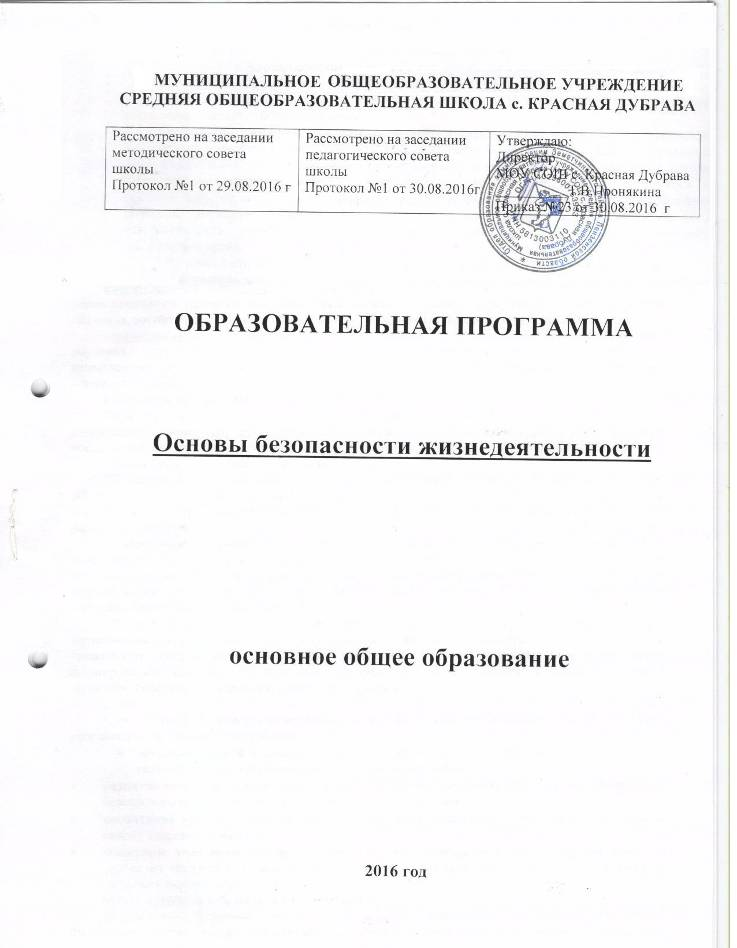 МУНИЦИПАЛЬНОЕ ОБЩЕОБРАЗОВАТЕЛЬНОЕ УЧРЕЖДЕНИЕ
СРЕДНЯЯ ОБЩЕОБРАЗОВАТЕЛЬНАЯ ШКОЛА с. КРАСНАЯ ДУБРАВА
Рассмотрено на заседании
методического совета
школы
Протокол №1 от 29.08.2016 г
Рассмотрено на заседании
педагогического совета
школы
Протокол №1 от 30.08.2016г
Утверждаю:
Директор
МОУ СОШ с. Красная Дубрава
Т.В.Пронякина
Приказ №23 от 30.08.2016 г
ОБРАЗОВАТЕЛЬНАЯ ПРОГРАММА
Основы безопасности жизнедеятельности
основное общее образование
2016 год